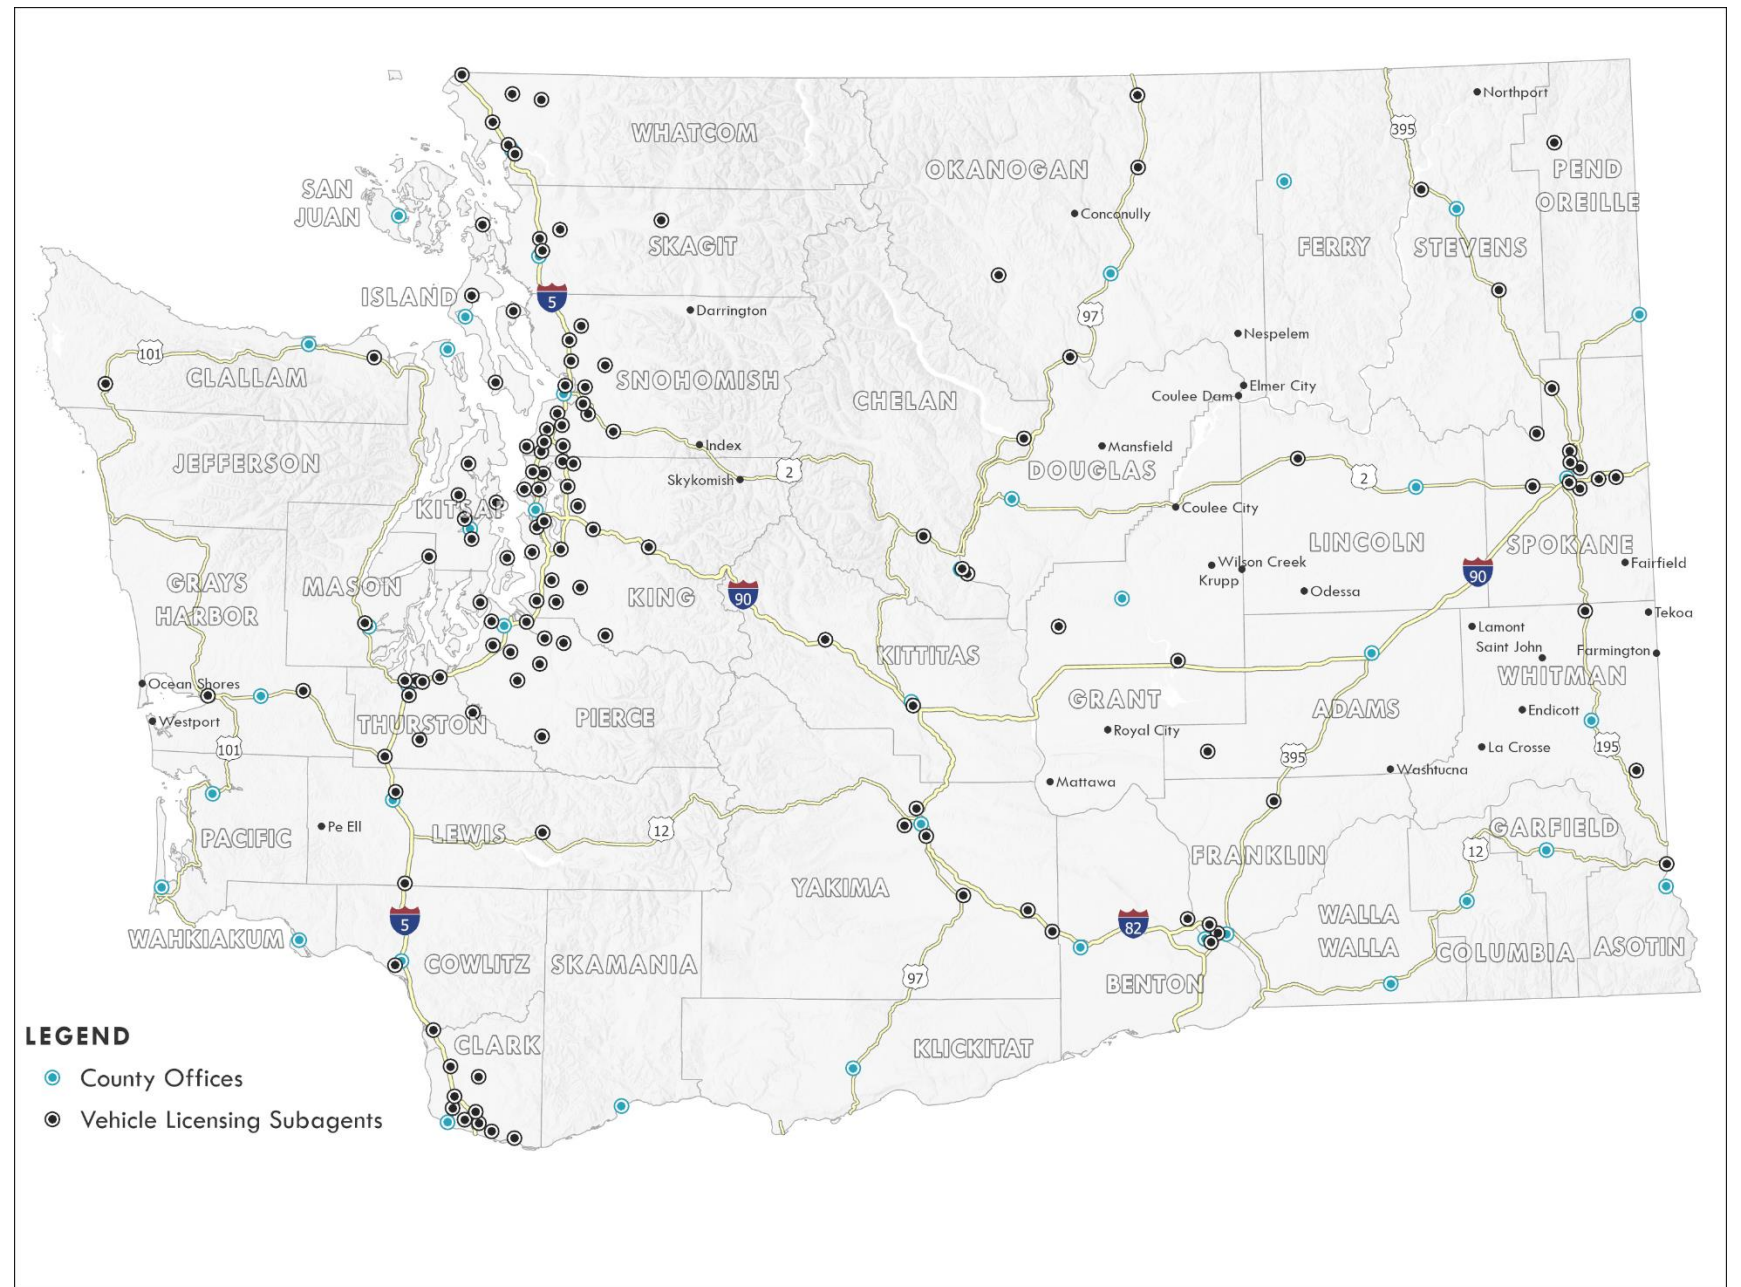 Northport
395
WHATCOM
PEND
OREILLE
OKANOGAN
SAN
JUAN
Conconully
SKAGIT
FERRY
STEVENS
ISLAND
5
Darrington
97
Nespelem
101
CLALLAM
SNOHOMISH
CHELAN
Elmer City
Coulee Dam
Index
Mansfield
JEFFERSON
DOUGLAS
Skykomish
2
2
KITSAP
Coulee City
LINCOLN
SPOKANE
Wilson Creek
Krupp
Fairfield
90
GRAYS
HARBOR
MASON
KING
90
Odessa
Tekoa
Lamont
Saint John
Farmington
KITTITAS
WHITMAN
Ocean Shores
GRANT
ADAMS
Endicott
Westport
THURSTON
PIERCE
Royal City
101
395
La Crosse
195
Mattawa
Washtucna
Pe Ell
PACIFIC
LEWIS
12
GARFIELD
12
FRANKLIN
YAKIMA
WALLA
WALLA
5
82
WAHKIAKUM
COWLITZ
SKAMANIA
COLUMBIA
ASOTIN
97
BENTON
LEGEND
CLARK
KLICKITAT
County Offices
Vehicle Licensing Subagents